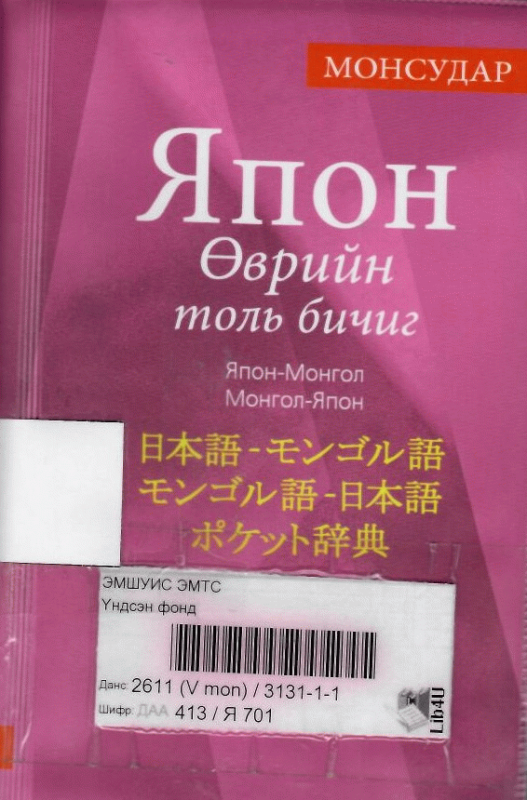 МОНСУДАР
Япон
Өврийн
толь бичиг
Япон-Монгол
Монгол-Япон
日本語-モンゴル語
モンゴル語-日本語
ポケット辞典
ЭМШУИС ЭМТС
Үндсэн фонд
Данс: 2611 (V mon) / 3131-1-1
Шифр: ДАА 413 / Я 701
Lib4U